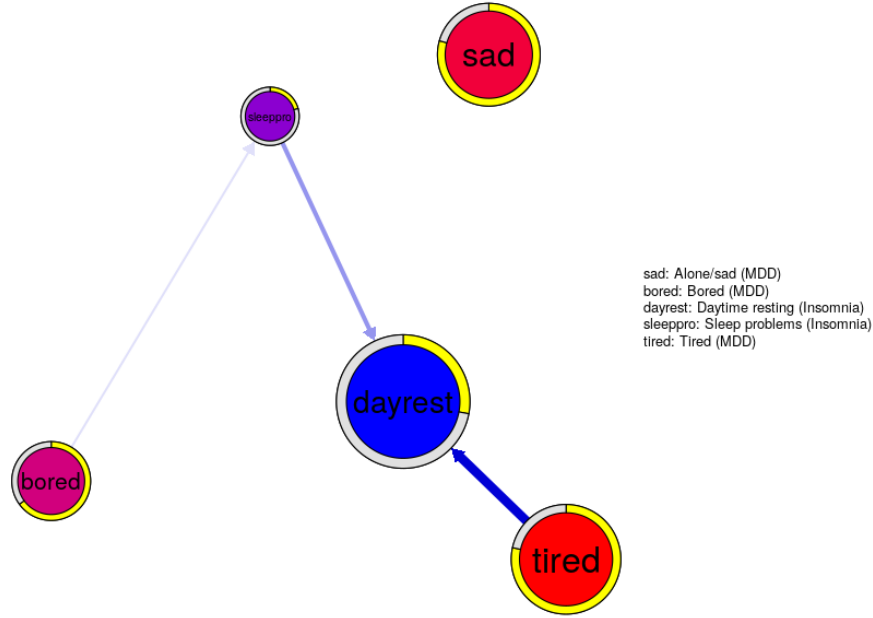 sad
sleeppro
sad: Alone/sad (MDD)
bored: Bored (MDD)
dayrest: Daytime resting (Insomnia)
sleeppro: Sleep problems (Insomnia)
tired: Tired (MDD)
dayrest
bored
tired